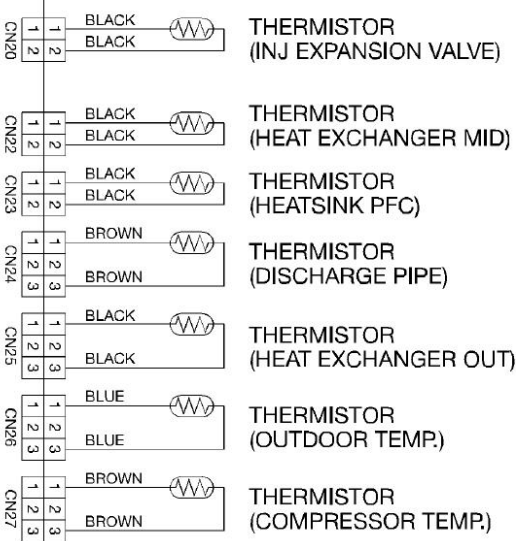 CN20
1 1 BLACK
2 2 BLACK
THERMISTOR
(INJ EXPANSION VALVE)
CN22
1 1 BLACK
2 2 BLACK
THERMISTOR
(HEAT EXCHANGER MID)
CN23
1 1 BLACK
2 2 BLACK
THERMISTOR
(HEATSINK PFC)
CN24
1 1 BROWN
2 2
3 3 BROWN
THERMISTOR
(DISCHARGE PIPE)
CN25
1 1 BLACK
2 2
3 3 BLACK
THERMISTOR
(HEAT EXCHANGER OUT)
CN26
1 1 BLUE
2 2
3 3 BLUE
THERMISTOR
(OUTDOOR TEMP.)
CN27
1 1 BROWN
2 2
3 3 BROWN
THERMISTOR
(COMPRESSOR TEMP.)